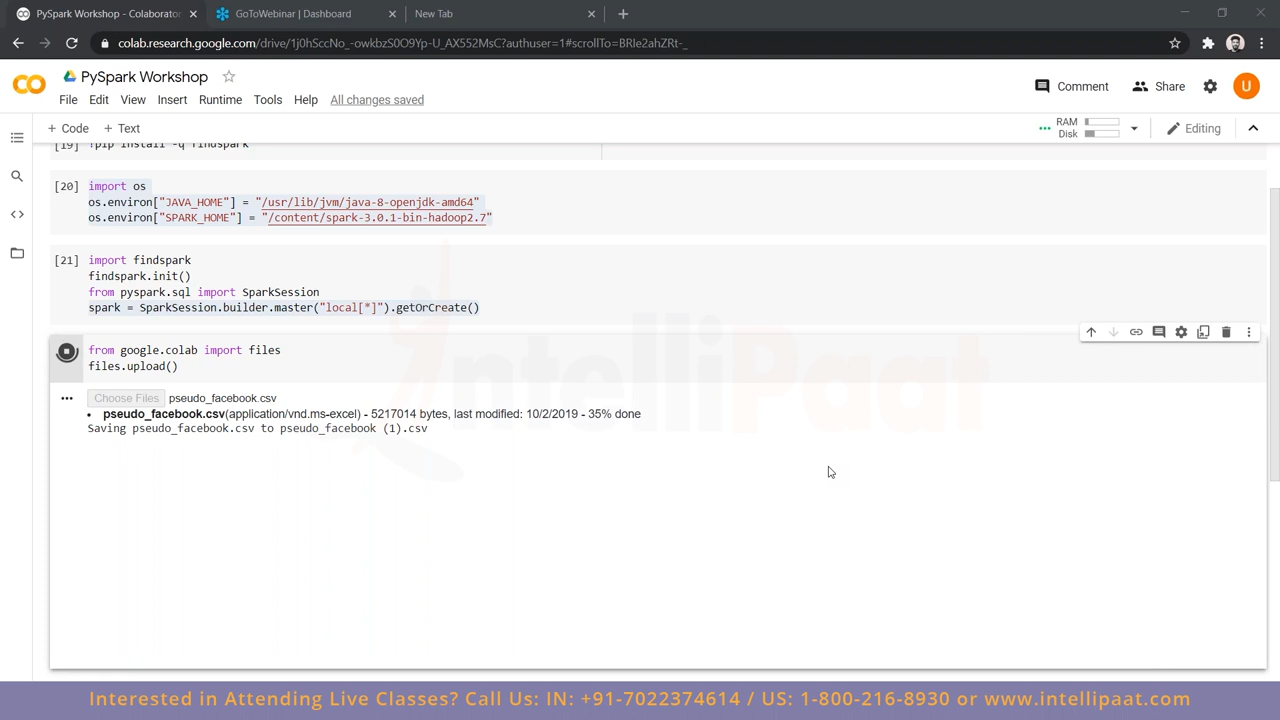 PySpark Workshop - Colaborator
GoToWebinar | Dashboard
New Tab
colab.research.google.com/drive/1j0hSccNo_-owkbzS0O9Yp-U_AX552MsC?authuser=1#scrollTo=BRIe2ahZRt-_
PySpark Workshop
File Edit View Insert Runtime Tools Help All changes saved
Comment Share U
+ Code + Text
RAM
Disk
Editing
[19] !pip install -q findspark
[20] import os
os.environ["JAVA_HOME"] = "/usr/lib/jvm/java-8-openjdk-amd64"
os.environ["SPARK_HOME"] = "/content/spark-3.0.1-bin-hadoop2.7"
[21] import findspark
findspark.init()
from pyspark.sql import SparkSession
spark = SparkSession.builder.master("local[*]").getOrCreate()
from google.colab import files
files.upload()
Choose Files pseudo_facebook.csv
• pseudo_facebook.csv(application/vnd.ms-excel) - 5217014 bytes, last modified: 10/2/2019 - 35% done
Saving pseudo_facebook.csv to pseudo_facebook (1).csv
intelliPaat
Interested in Attending Live Classes? Call Us: IN: +91-7022374614 / US: 1-800-216-8930 or www.intellipaat.com